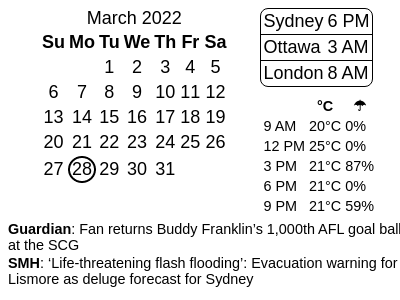 March 2022
Su Mo Tu We Th Fr Sa
1 2 3 4 5
6 7 8 9 10 11 12
13 14 15 16 17 18 19
20 21 22 23 24 25 26
27 28 29 30 31
Sydney 6 PM
Ottawa 3 AM
London 8 AM
°C ☂
9 AM 20°C 0%
12 PM 25°C 0%
3 PM 21°C 87%
6 PM 21°C 0%
9 PM 21°C 59%
Guardian: Fan returns Buddy Franklin’s 1,000th AFL goal ball
at the SCG
SMH: ‘Life-threatening flash flooding’: Evacuation warning for
Lismore as deluge forecast for Sydney